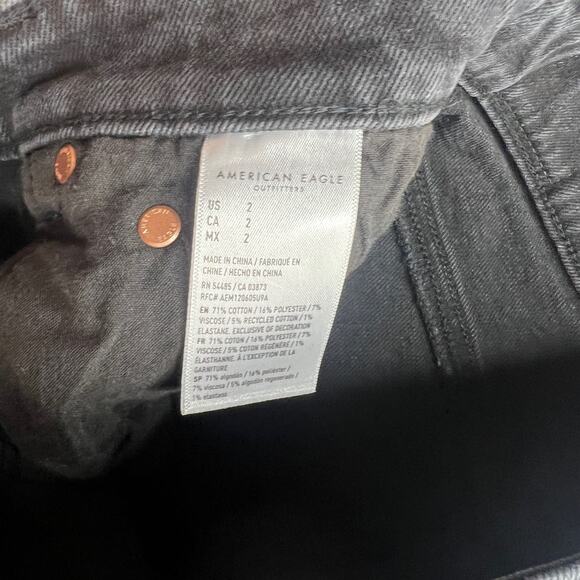 AMERICAN EAGLE
OUTFITTERS
US 2
CA 2
MX 2
MADE IN CHINA / FABRIQUÉ EN
CHINE / HECHO EN CHINA
RN 54485 / CA 03873
RFC# AEM120605U9A
EN 71% COTTON / 16% POLYESTER / 7%
VISCOSE / 5% RECYCLED COTTON / 1%
ELASTANE. EXCLUSIVE OF DECORATION
FR 71% COTON / 16% POLYESTER / 7%
VISCOSE / 5% COTON RÉGÉNÉRÉ / 1%
ÉLASTHANNE. À L'EXCEPTION DE LA
GARNITURE
SP 71% algodón / 16% poliéster /
7% viscosa / 5% algodón regenerado /
1% elastano
AMERICAN